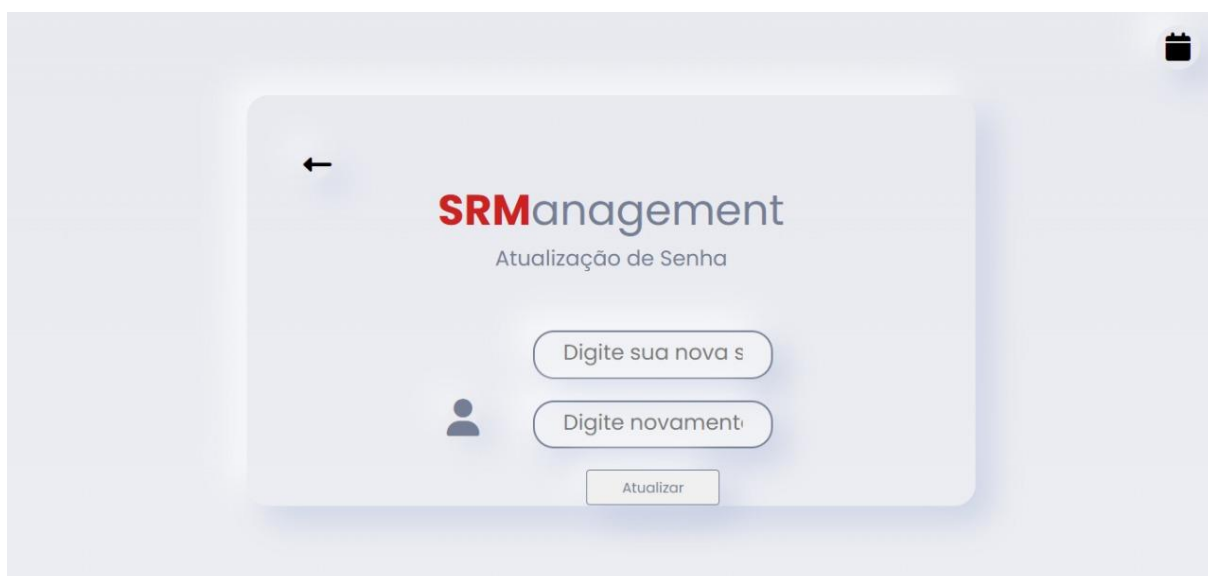 SRManagement
Atualização de Senha
Digite sua nova s
Digite novament
Atualizar